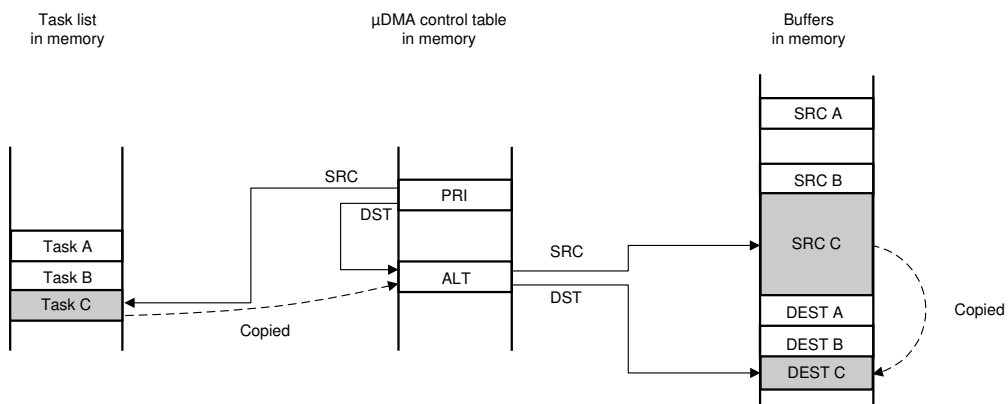 Task list
in memory
µDMA control table
in memory
Buffers
in memory
SRC A
SRC B
SRC C
DEST A
DEST B
DEST C
SRC
PRI
DST
ALT
SRC
DST
Task A
Task B
Task C
Copied
Copied